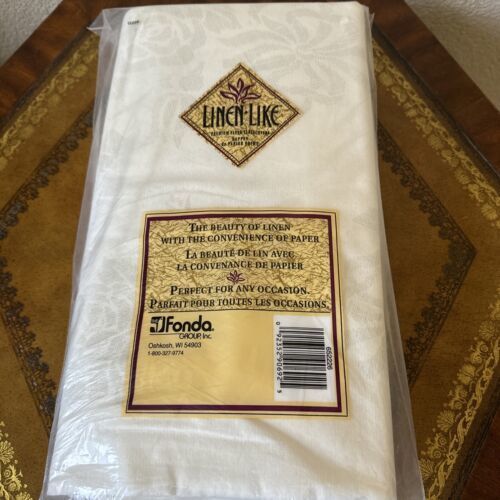 LINEN-LIKE
THE BEAUTY OF LINEN
WITH THE CONVENIENCE OF PAPER
LA BEAUTÉ DE LIN AVEC
LA CONVENANCE DE PAPIER
PERFECT FOR ANY OCCASION.
PARFAIT POUR TOUTES LES OCCASIONS.
Fonda
GROUP, Inc.
Oshkosh, WI 54903
1-800-327-9774
652226